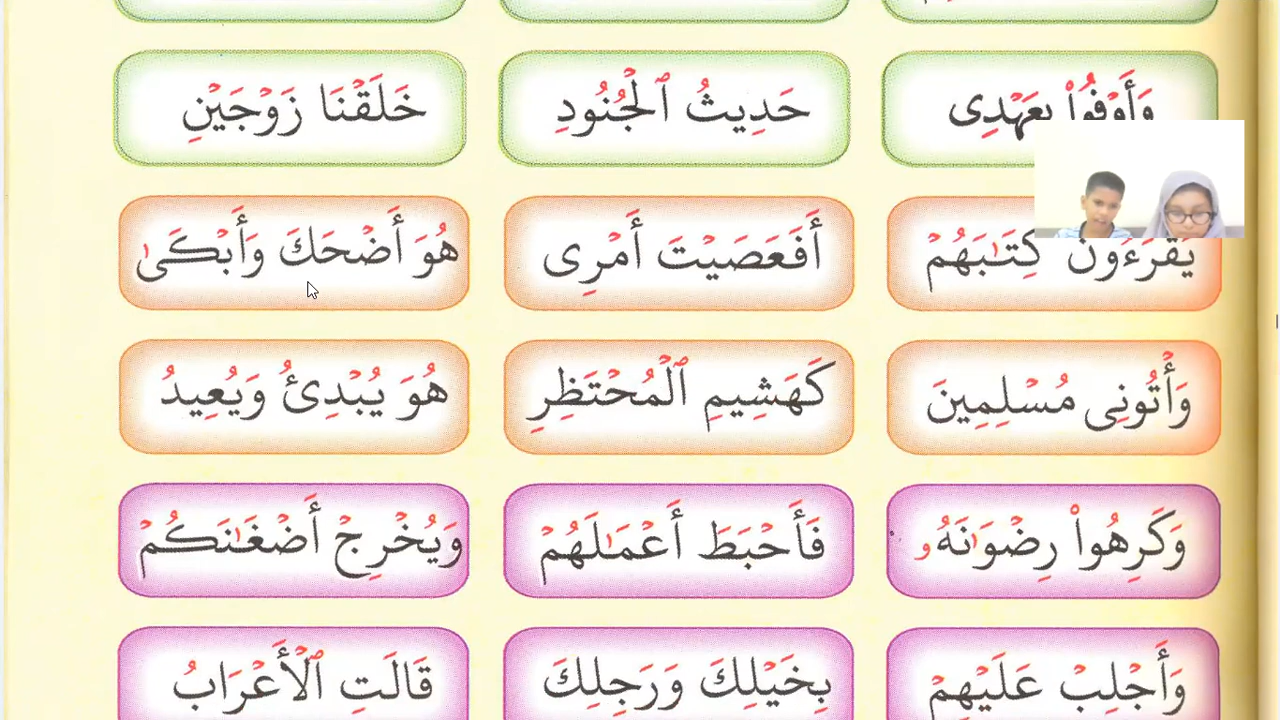 وَأَوْفُوا۟ بِعَهْدِى حَدِيثُ ٱلْجُنُودِ خَلَقْنَا زَوْجَيْنِ
يَقْرَءُونَ كِتَـٰبَهُمْ أَفَعَصَيْتَ أَمْرِى هُوَ أَضْحَكَ وَأَبْكَىٰ
وَأْتُونِى مُسْلِمِينَ كَهَشِيمِ ٱلْمُحْتَظِرِ هُوَ يُبْدِئُ وَيُعِيدُ
وَكَرِهُوا۟ رِضْوَٰنَهُۥ فَأَحْبَطَ أَعْمَـٰلَهُمْ وَيُخْرِجْ أَضْغَـٰنَكُمْ
وَأَجْلِبْ عَلَيْهِمْ بِخَيْلِكَ وَرَجِلِكَ قَالَتِ ٱلْأَعْرَابُ